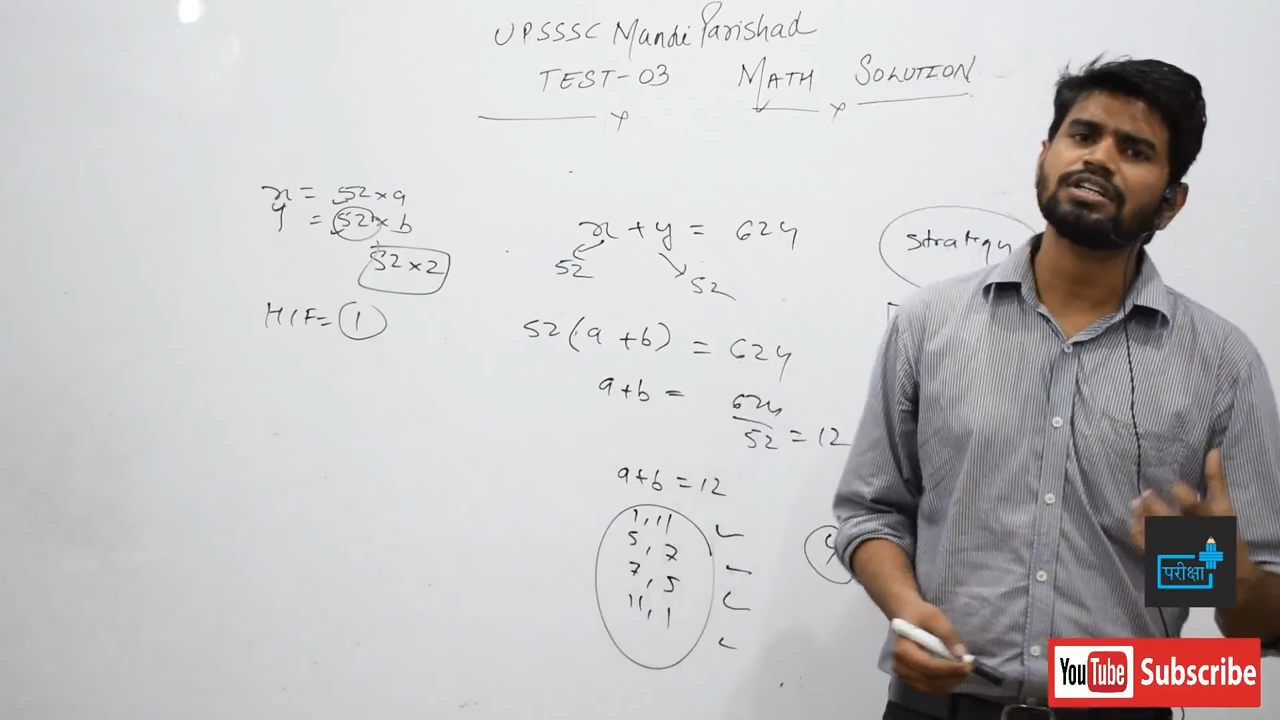 UPSSSC Mandi Parishad
TEST-03 MATH SOLUTION
x = 52×a
y = 52×b
52×2
HCF = 1
x + y = 624
52 52
52(a + b) = 624
a+b = 624
52 = 12
a+b = 12
1, 11
5, 7
7, 5
11, 1
strategy
परीक्षा
YouTube Subscribe